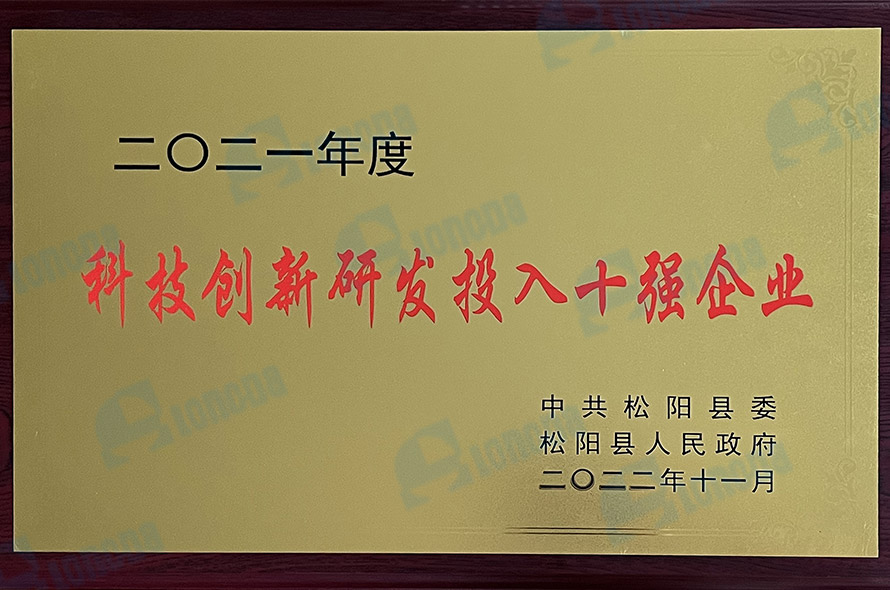 二〇二一年度
科技创新研发投入十强企业
中共松阳县委
松阳县人民政府
二〇二二年十一月